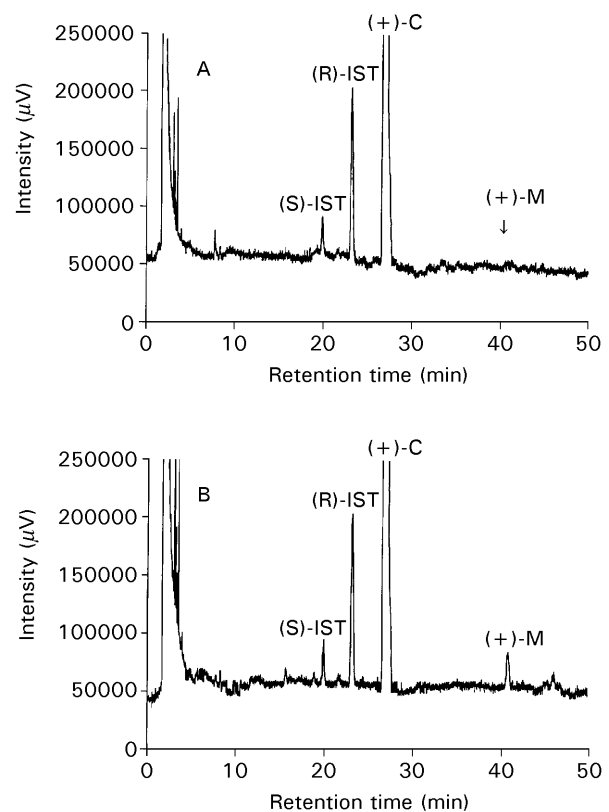 250000
200000
150000
100000
50000
0
Intensity (µV)
A
(+)-C
(R)-IST
(S)-IST
(+)-M
↓
0 10 20 30 40 50
Retention time (min)
250000
200000
150000
100000
50000
0
Intensity (µV)
B
(+)-C
(R)-IST
(S)-IST
(+)-M
0 10 20 30 40 50
Retention time (min)